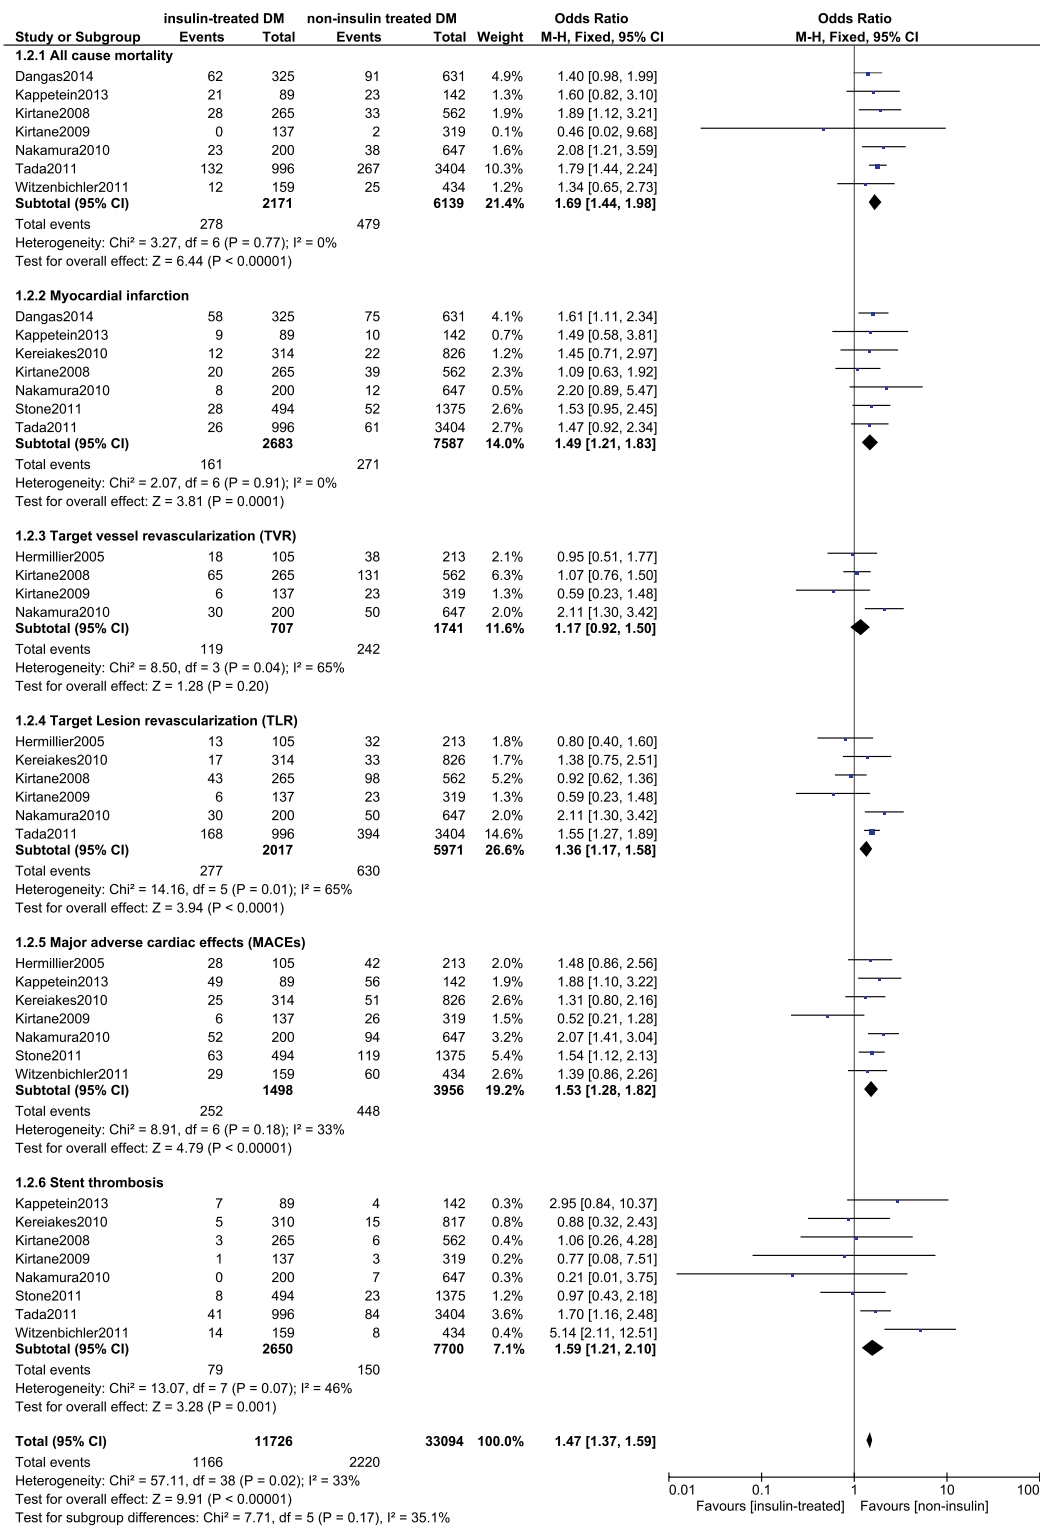 insulin-treated DM non-insulin treated DM Odds Ratio Odds Ratio
Study or Subgroup Events Total Events Total Weight M-H, Fixed, 95% CI M-H, Fixed, 95% CI
1.2.1 All cause mortality
Dangas2014 62 325 91 631 4.9% 1.40 [0.98, 1.99]
Kappetein2013 21 89 23 142 1.3% 1.60 [0.82, 3.10]
Kirtane2008 28 265 33 562 1.9% 1.89 [1.12, 3.21]
Kirtane2009 0 137 2 319 0.1% 0.46 [0.02, 9.68]
Nakamura2010 23 200 38 647 1.6% 2.08 [1.21, 3.59]
Tada2011 132 996 267 3404 10.3% 1.79 [1.44, 2.24]
Witzenbichler2011 12 159 25 434 1.2% 1.34 [0.65, 2.73]
Subtotal (95% CI) 2171 6139 21.4% 1.69 [1.44, 1.98]
Total events 278 479
Heterogeneity: Chi² = 3.27, df = 6 (P = 0.77); I² = 0%
Test for overall effect: Z = 6.44 (P < 0.00001)
1.2.2 Myocardial infarction
Dangas2014 58 325 75 631 4.1% 1.61 [1.11, 2.34]
Kappetein2013 9 89 10 142 0.7% 1.49 [0.58, 3.81]
Kereiakes2010 12 314 22 826 1.2% 1.45 [0.71, 2.97]
Kirtane2008 20 265 39 562 2.3% 1.09 [0.63, 1.92]
Nakamura2010 8 200 12 647 0.5% 2.20 [0.89, 5.47]
Stone2011 28 494 52 1375 2.6% 1.53 [0.95, 2.45]
Tada2011 26 996 61 3404 2.7% 1.47 [0.92, 2.34]
Subtotal (95% CI) 2683 7587 14.0% 1.49 [1.21, 1.83]
Total events 161 271
Heterogeneity: Chi² = 2.07, df = 6 (P = 0.91); I² = 0%
Test for overall effect: Z = 3.81 (P = 0.0001)
1.2.3 Target vessel revascularization (TVR)
Hermillier2005 18 105 38 213 2.1% 0.95 [0.51, 1.77]
Kirtane2008 65 265 131 562 6.3% 1.07 [0.76, 1.50]
Kirtane2009 6 137 23 319 1.3% 0.59 [0.23, 1.48]
Nakamura2010 30 200 50 647 2.0% 2.11 [1.30, 3.42]
Subtotal (95% CI) 707 1741 11.6% 1.17 [0.92, 1.50]
Total events 119 242
Heterogeneity: Chi² = 8.50, df = 3 (P = 0.04); I² = 65%
Test for overall effect: Z = 1.28 (P = 0.20)
1.2.4 Target Lesion revascularization (TLR)
Hermillier2005 13 105 32 213 1.8% 0.80 [0.40, 1.60]
Kereiakes2010 17 314 33 826 1.7% 1.38 [0.75, 2.51]
Kirtane2008 43 265 98 562 5.2% 0.92 [0.62, 1.36]
Kirtane2009 6 137 23 319 1.3% 0.59 [0.23, 1.48]
Nakamura2010 30 200 50 647 2.0% 2.11 [1.30, 3.42]
Tada2011 168 996 394 3404 14.6% 1.55 [1.27, 1.89]
Subtotal (95% CI) 2017 5971 26.6% 1.36 [1.17, 1.58]
Total events 277 630
Heterogeneity: Chi² = 14.16, df = 5 (P = 0.01); I² = 65%
Test for overall effect: Z = 3.94 (P < 0.0001)
1.2.5 Major adverse cardiac effects (MACEs)
Hermillier2005 28 105 42 213 2.0% 1.48 [0.86, 2.56]
Kappetein2013 49 89 56 142 1.9% 1.88 [1.10, 3.22]
Kereiakes2010 25 314 51 826 2.6% 1.31 [0.80, 2.16]
Kirtane2009 6 137 26 319 1.5% 0.52 [0.21, 1.28]
Nakamura2010 52 200 94 647 3.2% 2.07 [1.41, 3.04]
Stone2011 63 494 119 1375 5.4% 1.54 [1.12, 2.13]
Witzenbichler2011 29 159 60 434 2.6% 1.39 [0.86, 2.26]
Subtotal (95% CI) 1498 3956 19.2% 1.53 [1.28, 1.82]
Total events 252 448
Heterogeneity: Chi² = 8.91, df = 6 (P = 0.18); I² = 33%
Test for overall effect: Z = 4.79 (P < 0.00001)
1.2.6 Stent thrombosis
Kappetein2013 7 89 4 142 0.3% 2.95 [0.84, 10.37]
Kereiakes2010 5 310 15 817 0.8% 0.88 [0.32, 2.43]
Kirtane2008 3 265 6 562 0.4% 1.06 [0.26, 4.28]
Kirtane2009 1 137 3 319 0.2% 0.77 [0.08, 7.51]
Nakamura2010 0 200 7 647 0.3% 0.21 [0.01, 3.75]
Stone2011 8 494 23 1375 1.2% 0.97 [0.43, 2.18]
Tada2011 41 996 84 3404 3.6% 1.70 [1.16, 2.48]
Witzenbichler2011 14 159 8 434 0.4% 5.14 [2.11, 12.51]
Subtotal (95% CI) 2650 7700 7.1% 1.59 [1.21, 2.10]
Total events 79 150
Heterogeneity: Chi² = 13.07, df = 7 (P = 0.07); I² = 46%
Test for overall effect: Z = 3.28 (P = 0.001)
Total (95% CI) 11726 33094 100.0% 1.47 [1.37, 1.59]
Total events 1166 2220
Heterogeneity: Chi² = 57.11, df = 38 (P = 0.02); I² = 33%
Test for overall effect: Z = 9.91 (P < 0.00001)
Test for subgroup differences: Chi² = 7.71, df = 5 (P = 0.17), I² = 35.1%
0.01 0.1 1 10 100
Favours [insulin-treated] Favours [non-insulin]